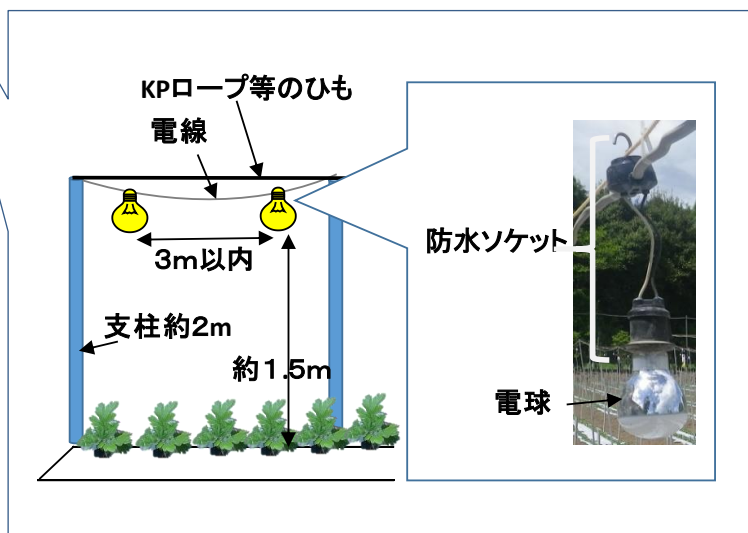 KPロープ等のひも
電線
3m以内
支柱約2m
約1.5m
防水ソケット
電球